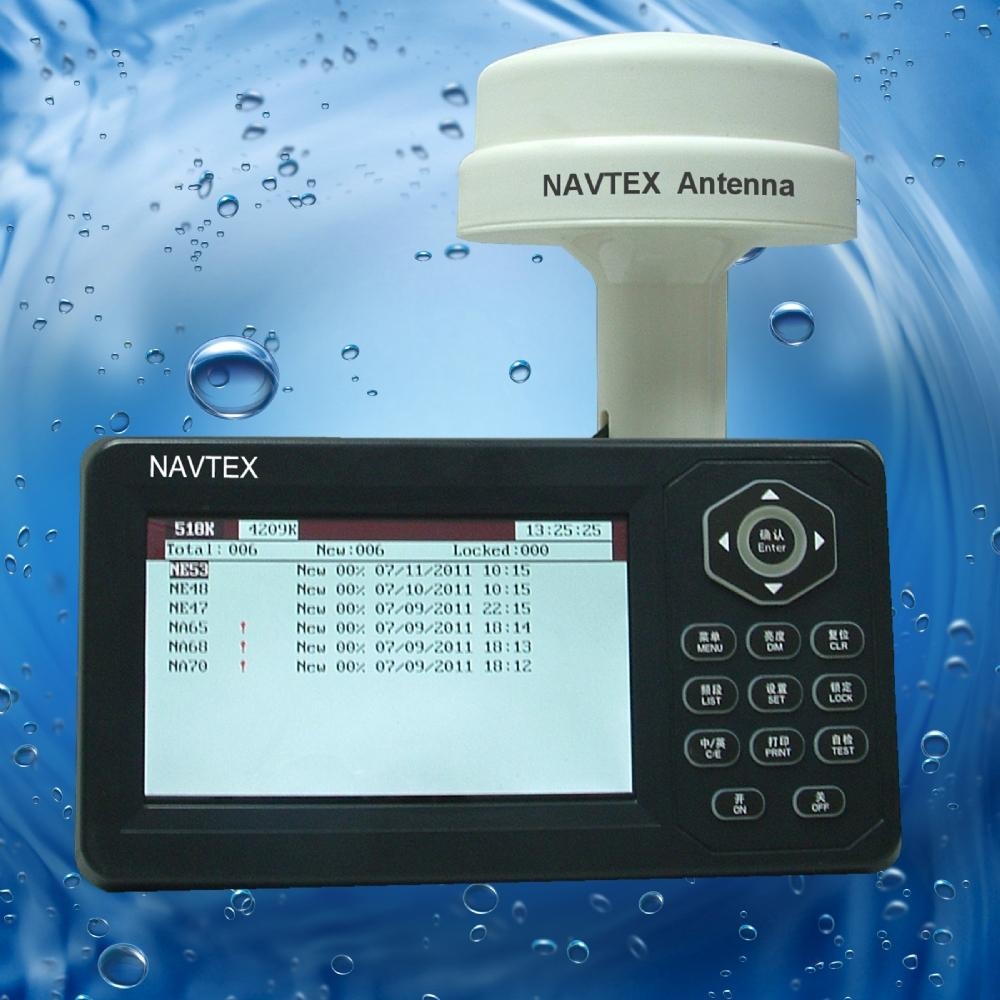 NAVTEX Antenna
NAVTEX
518K 4209K 13:25:25
Total: 006 New:006 Locked:000
NE53 New 00% 07/11/2011 10:15
NE48 New 00% 07/10/2011 10:15
NE47 New 00% 07/09/2011 22:15
NA65 ! New 00% 07/09/2011 18:14
NA68 ! New 00% 07/09/2011 18:13
NA70 ! New 00% 07/09/2011 18:12
确认
Enter
菜单
MENU
亮度
DIM
复位
CLR
频段
LIST
设置
SET
锁定
LOCK
中/英
C/E
打印
PRINT
自检
TEST
开
ON
关
OFF